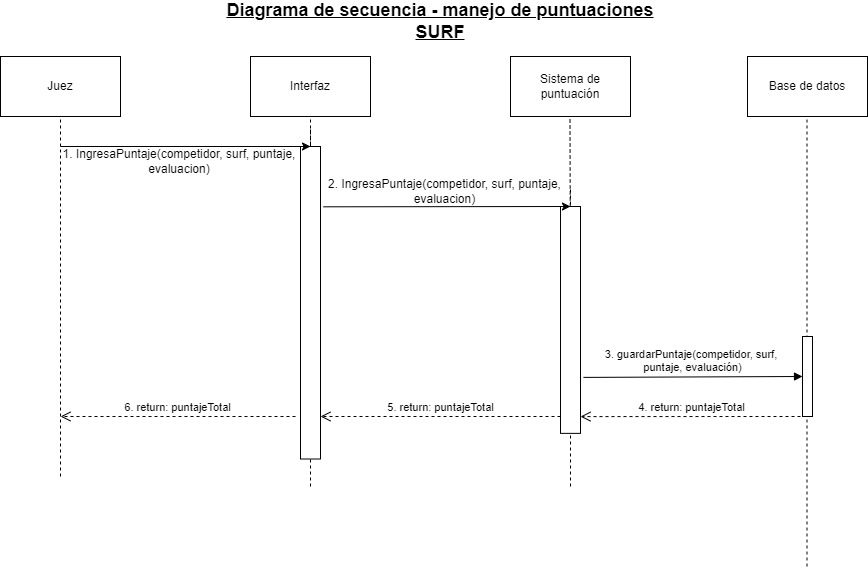 Diagrama de secuencia - manejo de puntuaciones
SURF
Juez
Interfaz
Sistema de
puntuación
Base de datos
1. IngresaPuntaje(competidor, surf, puntaje,
evaluacion)
2. IngresaPuntaje(competidor, surf, puntaje,
evaluacion)
3. guardarPuntaje(competidor, surf,
puntaje, evaluación)
6. return: puntajeTotal
5. return: puntajeTotal
4. return: puntajeTotal